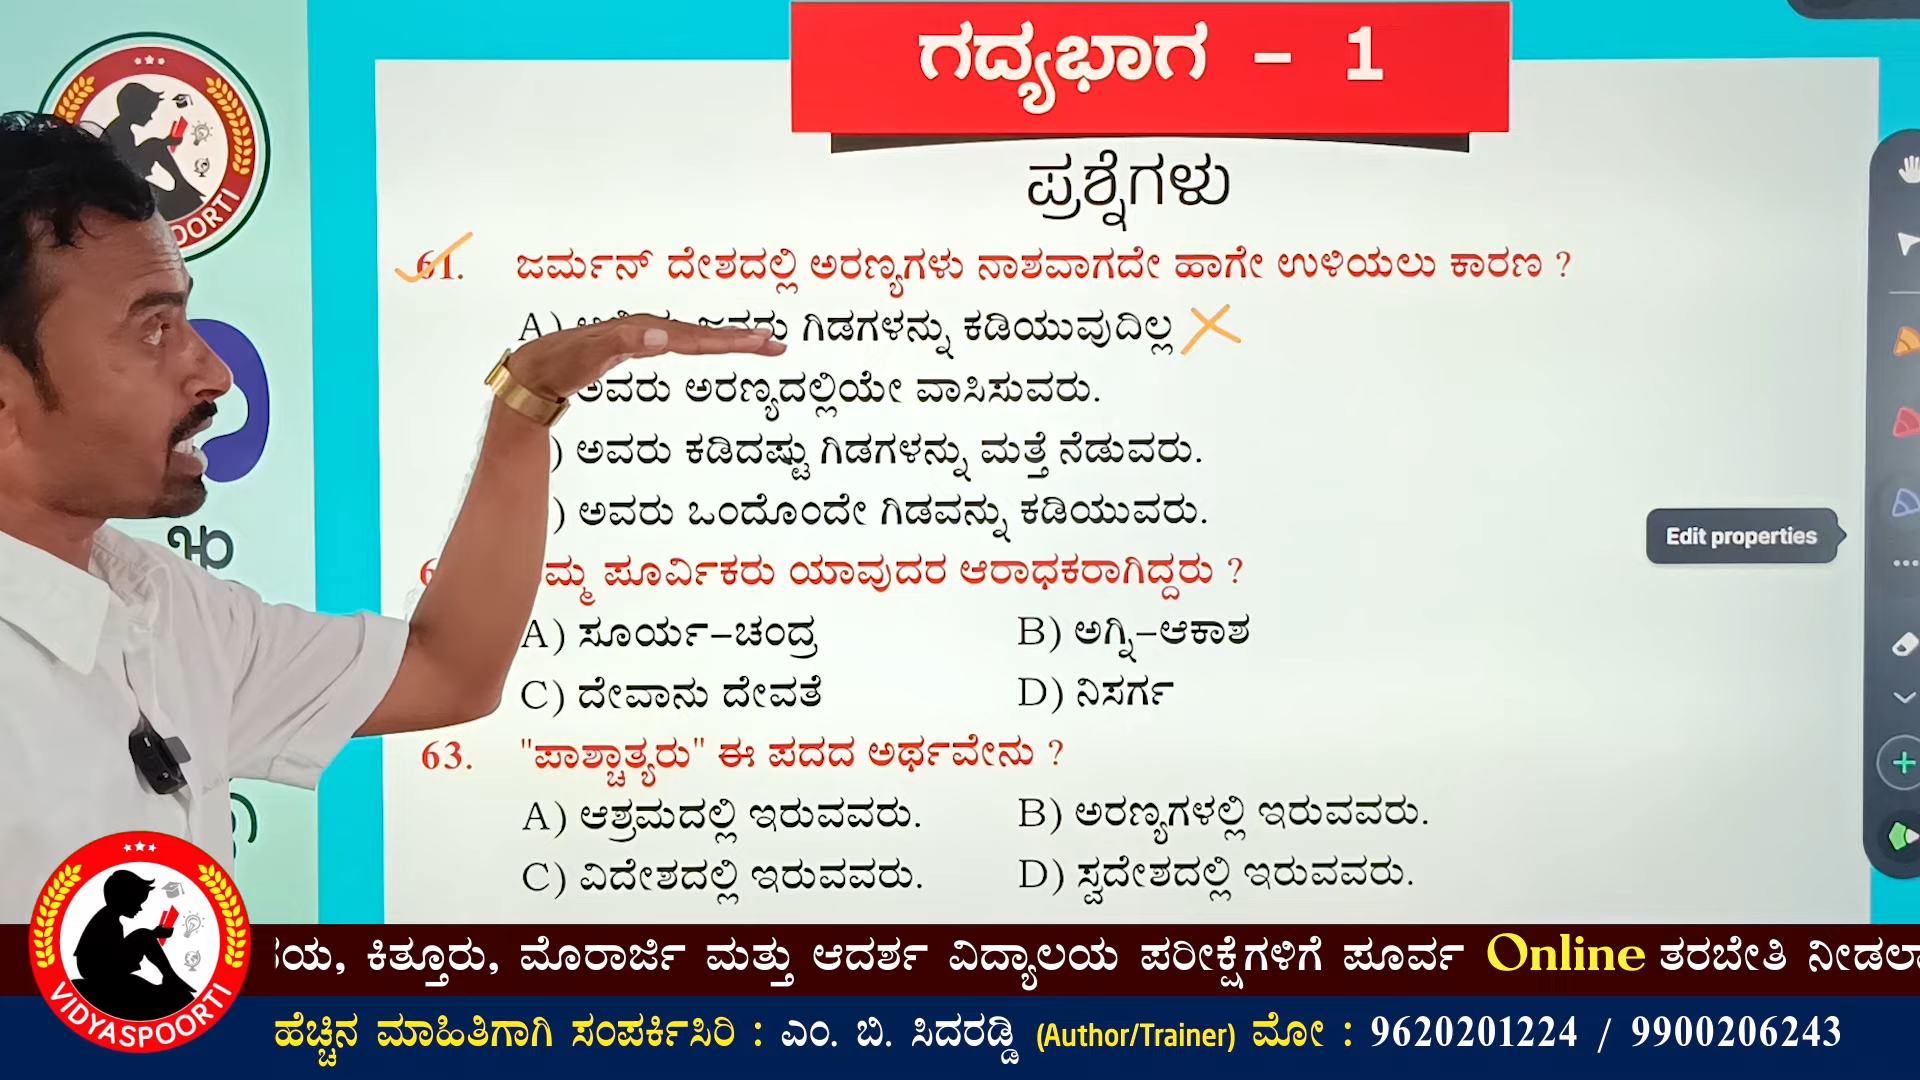 ಗದ್ಯಭಾಗ - 1
ಪ್ರಶ್ನೆಗಳು
61. ಜರ್ಮನ್ ದೇಶದಲ್ಲಿ ಅರಣ್ಯಗಳು ನಾಶವಾಗದೇ ಹಾಗೇ ಉಳಿಯಲು ಕಾರಣ ?
A) ಜನರು ಗಿಡಗಳನ್ನು ಕಡಿಯುವುದಿಲ್ಲ
ಅವರು ಅರಣ್ಯದಲ್ಲಿಯೇ ವಾಸಿಸುವರು.
) ಅವರು ಕಡಿದಷ್ಟು ಗಿಡಗಳನ್ನು ಮತ್ತೆ ನೆಡುವರು.
) ಅವರು ಒಂದೊಂದೇ ಗಿಡವನ್ನು ಕಡಿಯುವರು.
ಪೂರ್ವಿಕರು ಯಾವುದರ ಆರಾಧಕರಾಗಿದ್ದರು ?
A) ಸೂರ್ಯ-ಚಂದ್ರ B) ಅಗ್ನಿ-ಆಕಾಶ
C) ದೇವಾನು ದೇವತೆ D) ನಿಸರ್ಗ
63. "ಪಾಶ್ಚಾತ್ಯರು" ಈ ಪದದ ಅರ್ಥವೇನು ?
A) ಆಶ್ರಮದಲ್ಲಿ ಇರುವವರು. B) ಅರಣ್ಯಗಳಲ್ಲಿ ಇರುವವರು.
C) ವಿದೇಶದಲ್ಲಿ ಇರುವವರು. D) ಸ್ವದೇಶದಲ್ಲಿ ಇರುವವರು.
Edit properties
ಕಿತ್ತೂರು, ಮೊರಾರ್ಜಿ ಮತ್ತು ಆದರ್ಶ ವಿದ್ಯಾಲಯ ಪರೀಕ್ಷೆಗಳಿಗೆ ಪೂರ್ವ Online ತರಬೇತಿ
ಹೆಚ್ಚಿನ ಮಾಹಿತಿಗಾಗಿ ಸಂಪರ್ಕಿಸಿರಿ : ಎಂ. ಬಿ. ಸಿದರಡ್ಡಿ (Author/Trainer) ಮೋ : 9620201224 / 9900206243
VIDYASPOORTI